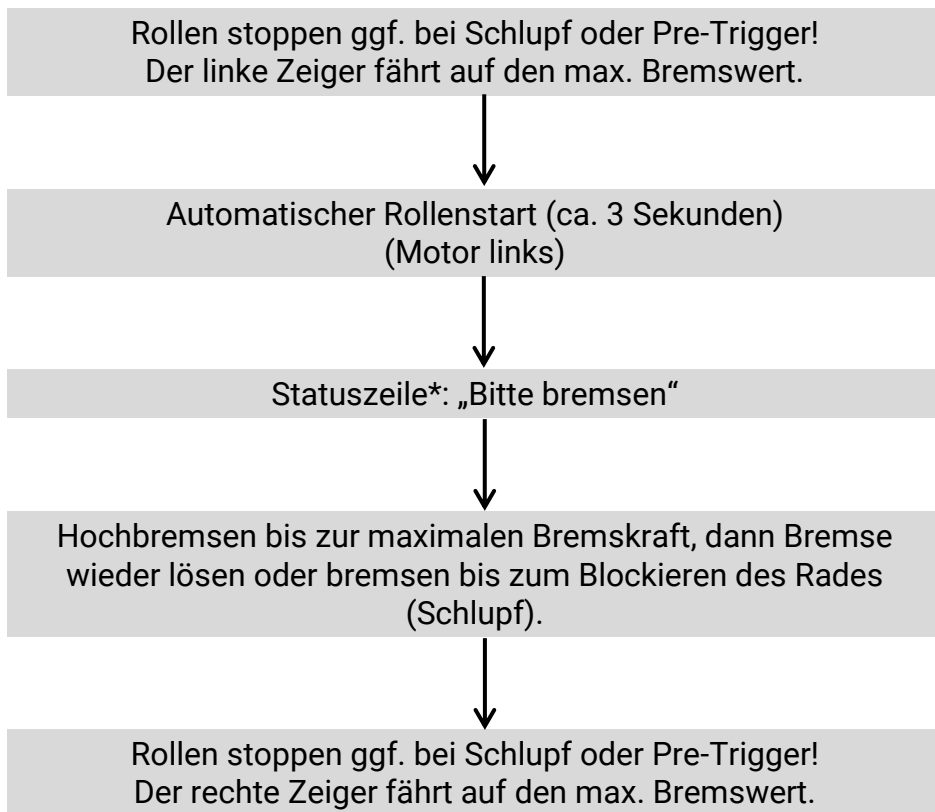 Rollen stoppen ggf. bei Schlupf oder Pre-Trigger!
Der linke Zeiger fährt auf den max. Bremswert.
Automatischer Rollenstart (ca. 3 Sekunden)
(Motor links)
Statuszeile*: „Bitte bremsen“
Hochbremsen bis zur maximalen Bremskraft, dann Bremse
wieder lösen oder bremsen bis zum Blockieren des Rades
(Schlupf).
Rollen stoppen ggf. bei Schlupf oder Pre-Trigger!
Der rechte Zeiger fährt auf den max. Bremswert.